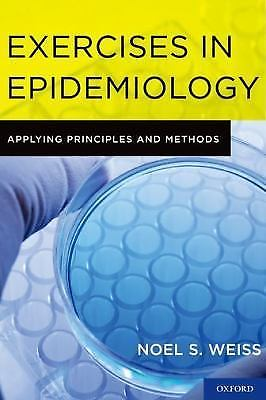 EXERCISES IN
EPIDEMIOLOGY
APPLYING PRINCIPLES AND METHODS
NOEL S. WEISS
OXFORD